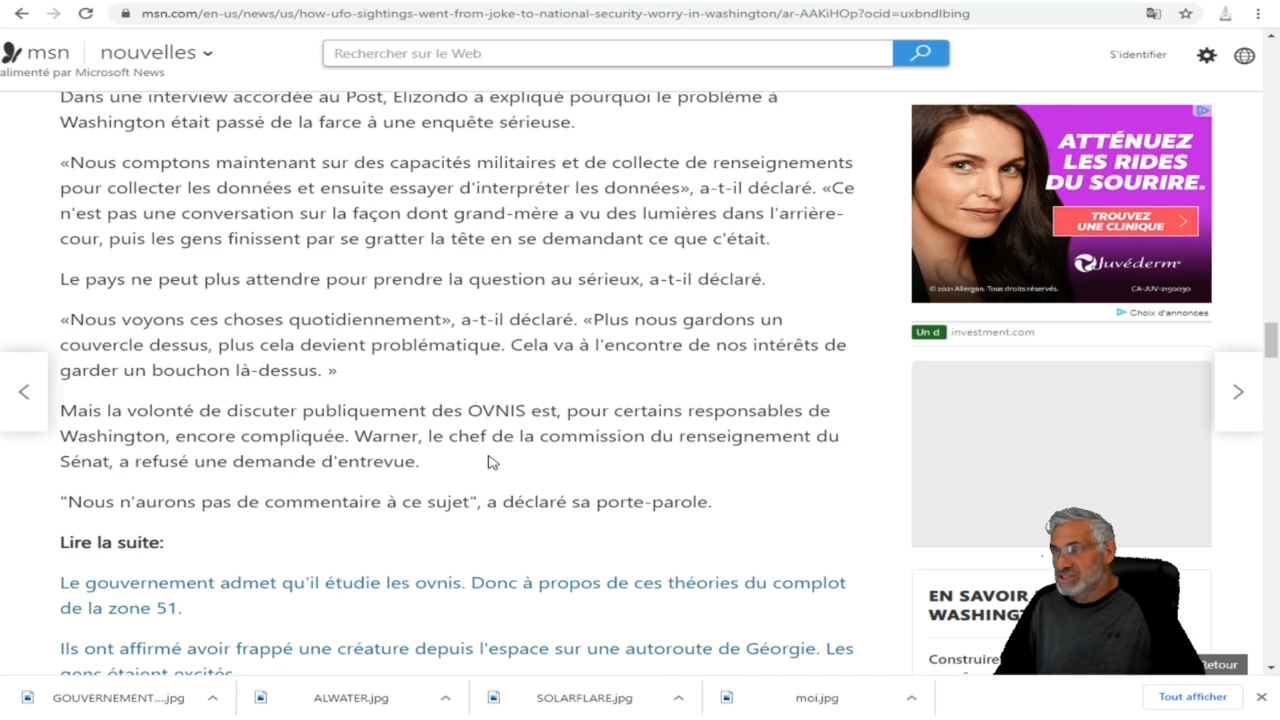 msn.com/en-us/news/us/how-ufo-sightings-went-from-joke-to-national-security-worry-in-washington/ar-AAKiHOp?ocid=uxbndlbing
msn
nouvelles
alimenté par Microsoft News
Rechercher sur le Web
S'identifier
Dans une interview accordée au Post, Elizondo a expliqué pourquoi le problème à
Washington était passé de la farce à une enquête sérieuse.
«Nous comptons maintenant sur des capacités militaires et de collecte de renseignements
pour collecter les données et ensuite essayer d'interpréter les données», a-t-il déclaré. «Ce
n'est pas une conversation sur la façon dont grand-mère a vu des lumières dans l'arrière-
cour, puis les gens finissent par se gratter la tête en se demandant ce que c'était.
Le pays ne peut plus attendre pour prendre la question au sérieux, a-t-il déclaré.
«Nous voyons ces choses quotidiennement», a-t-il déclaré. «Plus nous gardons un
couvercle dessus, plus cela devient problématique. Cela va à l'encontre de nos intérêts de
garder un bouchon là-dessus. »
Mais la volonté de discuter publiquement des OVNIS est, pour certains responsables de
Washington, encore compliquée. Warner, le chef de la commission du renseignement du
Sénat, a refusé une demande d'entrevue.
"Nous n'aurons pas de commentaire à ce sujet", a déclaré sa porte-parole.
Lire la suite:
Le gouvernement admet qu'il étudie les ovnis. Donc à propos de ces théories du complot
de la zone 51.
Ils ont affirmé avoir frappé une créature depuis l'espace sur une autoroute de Géorgie. Les
gens étaient excités.
ATTÉNUEZ
LES RIDES
DU SOURIRE.
TROUVEZ
UNE CLINIQUE
Juvéderm
© 2021 Allergan. Tous droits réservés.
CA-JUV-2150030
Choix d'annonces
Un d
investment.com
EN SAVOIR
Construire
Retour
GOUVERNEMENT....jpg
ALWATER.jpg
SOLARFLARE.jpg
moi.jpg
Tout afficher